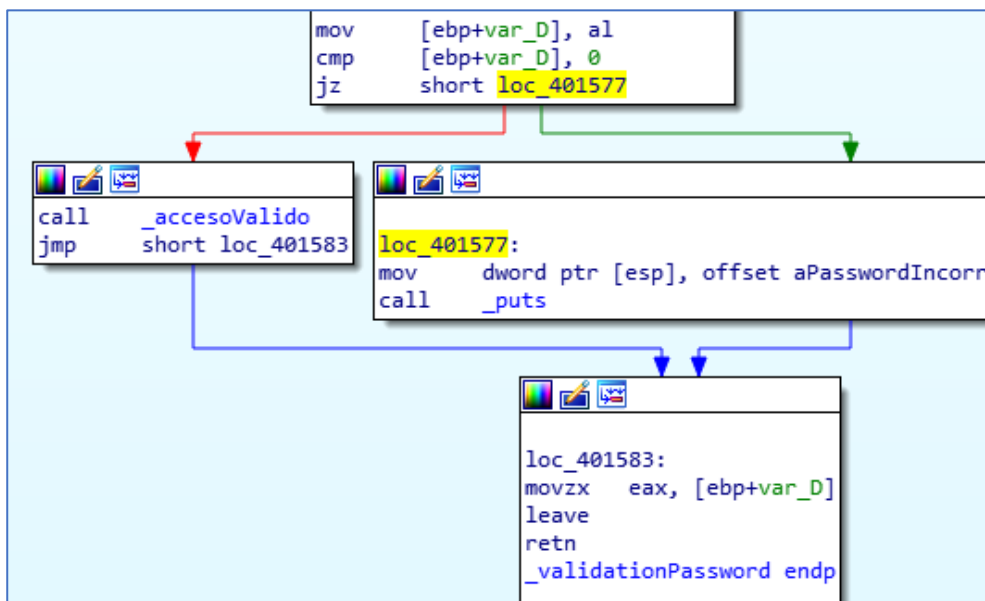 mov [ebp+var_D], al
cmp [ebp+var_D], 0
jz short loc_401577
call _accesoValido
jmp short loc_401583
loc_401577:
mov dword ptr [esp], offset aPasswordIncorr
call _puts
loc_401583:
movzx eax, [ebp+var_D]
leave
retn
_validationPassword endp